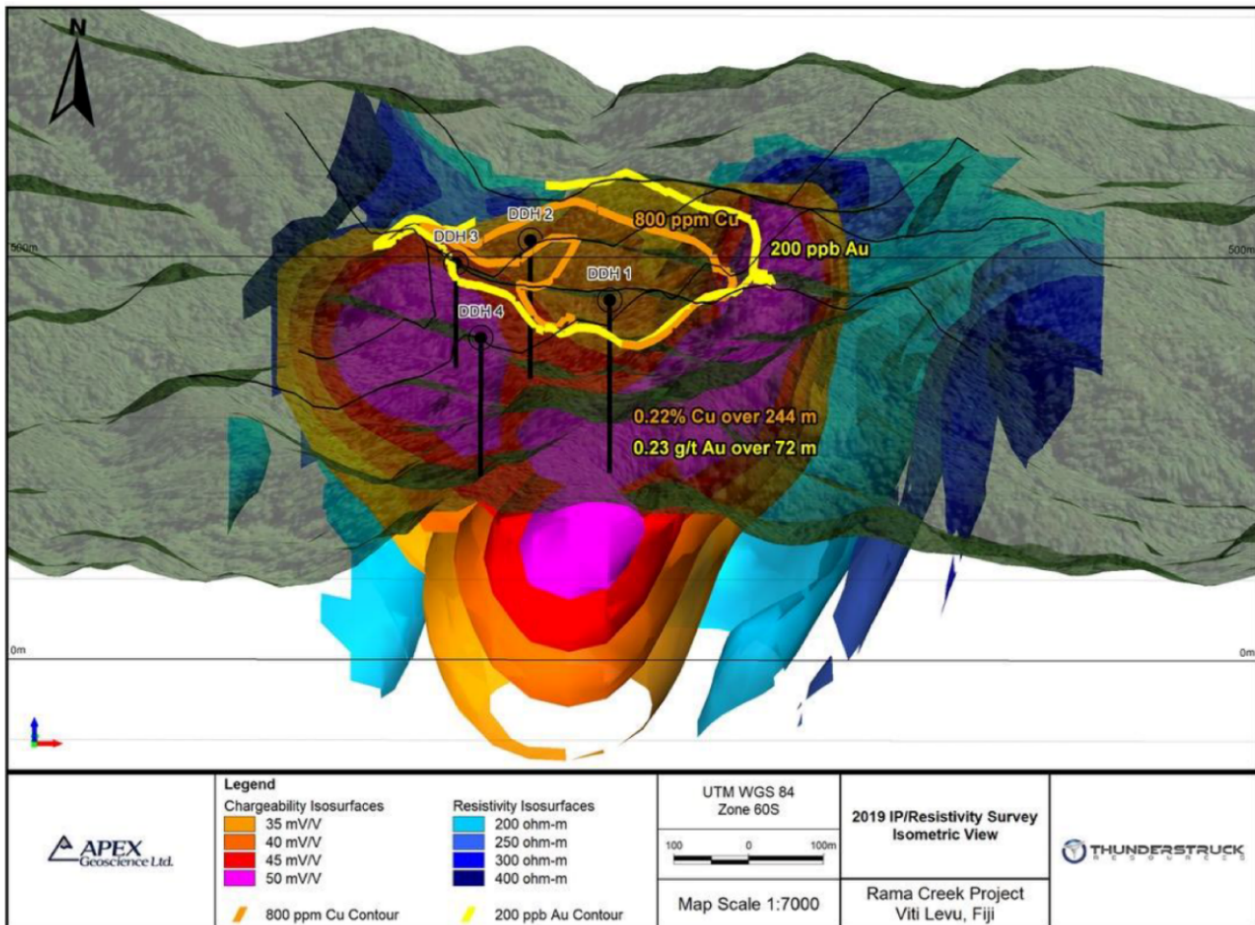 N
DDH 2
800 ppm Cu
DDH 3
500m
200 ppb Au
500m
DDH 1
DDH 4
0.22% Cu over 244 m
0.23 g/t Au over 72 m
0m
0m
APEX
Geoscience Ltd.
Legend
Chargeability Isosurfaces
35 mV/V
40 mV/V
45 mV/V
50 mV/V
800 ppm Cu Contour
Resistivity Isosurfaces
200 ohm-m
250 ohm-m
300 ohm-m
400 ohm-m
200 ppb Au Contour
UTM WGS 84
Zone 60S
100 0 100m
Map Scale 1:7000
2019 IP/Resistivity Survey
Isometric View
Rama Creek Project
Viti Levu, Fiji
THUNDERSTRUCK
RESOURCES